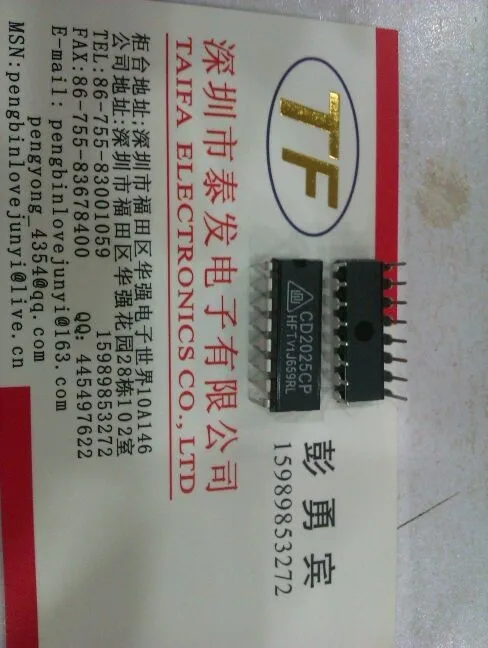 TF
深圳市泰发电子有限公司
TAIFA ELECTRONICS CO., LTD
彭勇宾
15989853272
CD2025CP
HFTV1J659RL
柜台地址:深圳市福田区华强电子世界10A146
公司地址:深圳市福田区华强花园28栋102室
TEL:86-755-83001059 15989853272
FAX:86-755-83678400 QQ: 445497622
E-mail: pengbinlovejunyi@163.com
pengyong_4354@qq.com
MSN:pengbinlovejunyi@live.cn